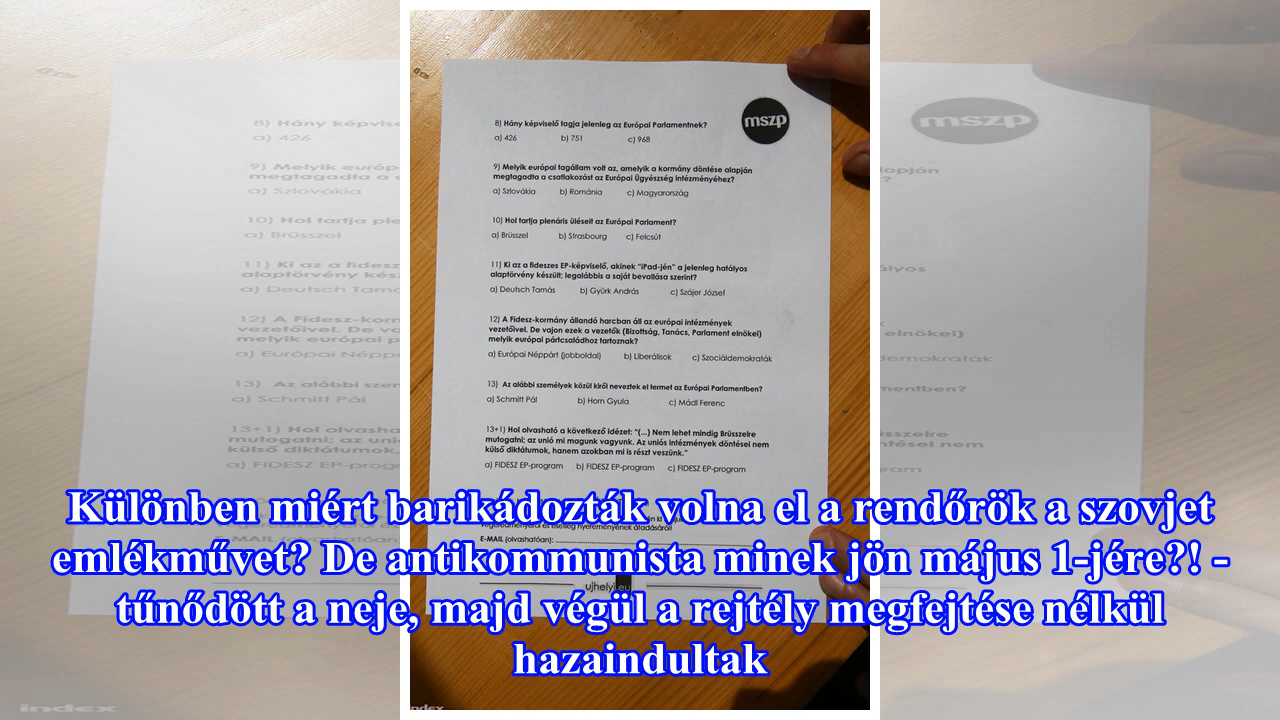 mszp
8) Hány képviselő tagja jelenleg az Európai Parlamentnek?
a) 426 b) 751 c) 968
9) Melyik európai tagállam volt az, amelyik a kormány döntése alapján
megtagadta a csatlakozást az Európai Ügyészség intézményéhez?
a) Szlovákia b) Románia c) Magyarország
10) Hol tartja plenáris üléseit az Európai Parlament?
a) Brüsszel b) Strasbourg c) Felcsút
11) Ki az a fideszes EP-képviselő, akinek "iPad-jén" a jelenleg hatályos
alaptörvény készült; legalábbis a saját bevallása szerint?
a) Deutsch Tamás b) Gyürk András c) Szájer József
12) A Fidesz-kormány állandó harcban áll az európai intézmények
vezetőivel. De vajon ezek a vezetők (Bizottság, Tanács, Parlament elnökei)
melyik európai pártcsaládhoz tartoznak?
a) Európai Néppárt (jobboldal) b) Liberálisok c) Szociáldemokraták
13) Az alábbi személyek közül kiről neveztek el termet az Európai Parlamentben?
a) Schmitt Pál b) Horn Gyula c) Mádl Ferenc
13+1) Hol olvasható a következő idézet: "(...) Nem lehet mindig Brüsszelre
mutogatni; az unió mi magunk vagyunk. Az uniós intézmények döntései nem
külső diktátumok, hanem azokban mi is részt veszünk."
a) FIDESZ EP-program b) FIDESZ EP-program c) FIDESZ EP-program
Különben miért barikádozták volna el a rendőrök a szovjet
emlékművet? De antikommunista minek jön május 1-jére?! -
tűnődött a neje, majd végül a rejtély megfejtése nélkül
hazaindultak
E-MAIL (olvashatóan):
ujhelyi.eu
index